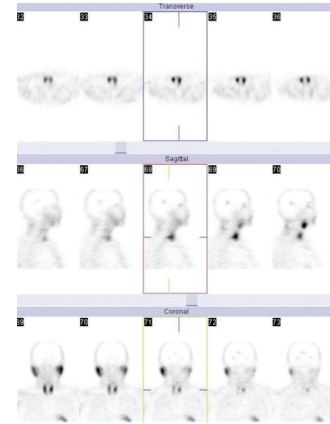 Transverse
32 33 34 35 36
Sagittal
66 67 68 69 70
Coronal
69 70 71 72 73